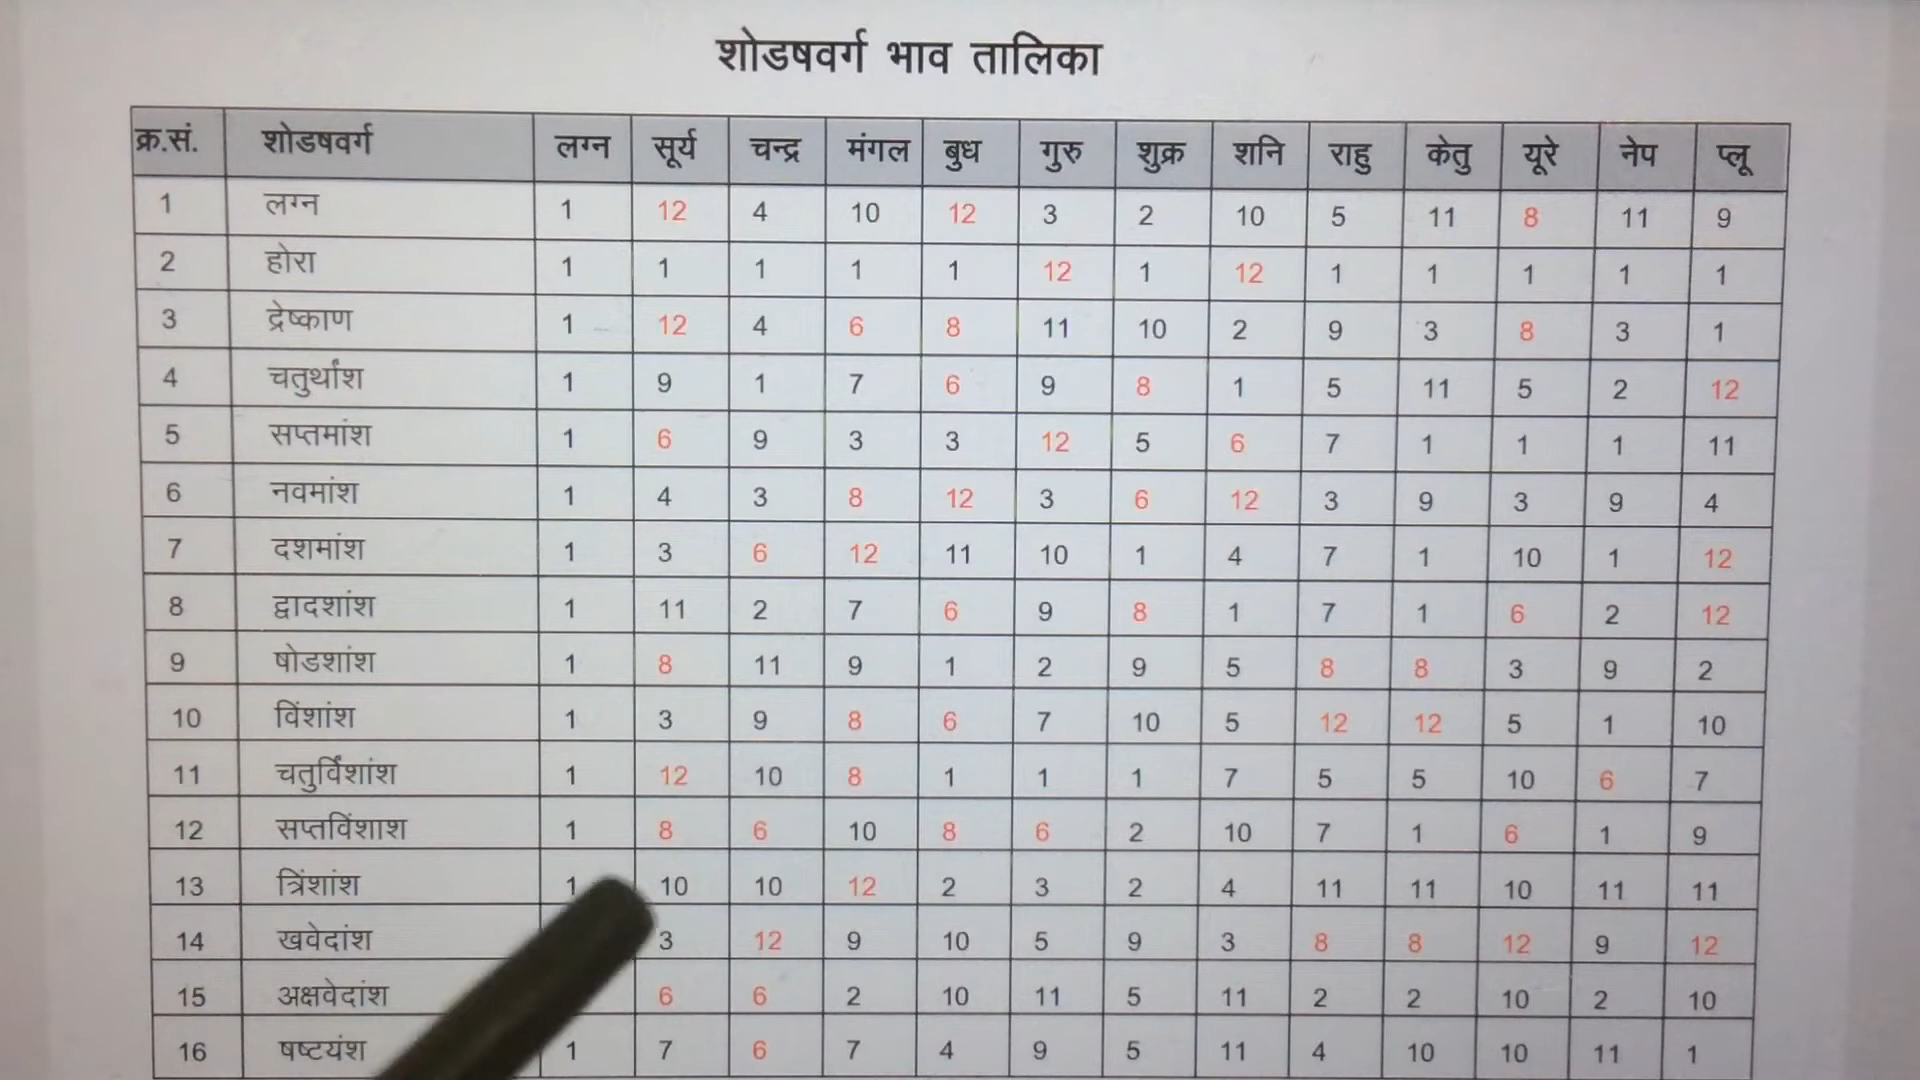 शोडषवर्ग भाव तालिका
क्र.सं. शोडषवर्ग लग्न सूर्य चन्द्र मंगल बुध गुरु शुक्र शनि राहु केतु यूरे नेप प्लू
1 लग्न 1 12 4 10 12 3 2 10 5 11 8 11 9
2 होरा 1 1 1 1 1 12 1 12 1 1 1 1 1
3 द्रेष्काण 1 12 4 6 8 11 10 2 9 3 8 3 1
4 चतुर्थांश 1 9 1 7 6 9 8 1 5 11 5 2 12
5 सप्तमांश 1 6 9 3 3 12 5 6 7 1 1 1 11
6 नवमांश 1 4 3 8 12 3 6 12 3 9 3 9 4
7 दशमांश 1 3 6 12 11 10 1 4 7 1 10 1 12
8 द्वादशांश 1 11 2 7 6 9 8 1 7 1 6 2 12
9 षोडशांश 1 8 11 9 1 2 9 5 8 8 3 9 2
10 विंशांश 1 3 9 8 6 7 10 5 12 12 5 1 10
11 चतुर्विंशांश 1 12 10 8 1 1 1 7 5 5 10 6 7
12 सप्तविंशाश 1 8 6 10 8 6 2 10 7 1 6 1 9
13 त्रिंशांश 1 10 10 12 2 3 2 4 11 11 10 11 11
14 खवेदांश 3 12 9 10 5 9 3 8 8 12 9 12
15 अक्षवेदांश 6 6 2 10 11 5 11 2 2 10 2 10
16 षष्टयंश 1 7 6 7 4 9 5 11 4 10 10 11 1